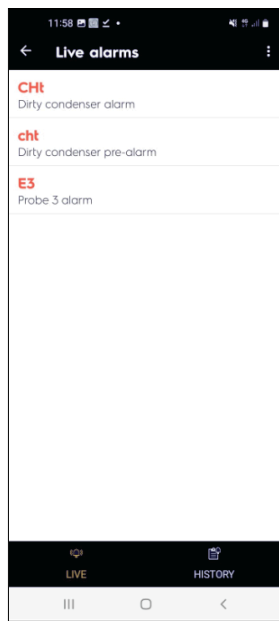 11:58
Live alarms
CHt
Dirty condenser alarm
cht
Dirty condenser pre-alarm
E3
Probe 3 alarm
LIVE
HISTORY